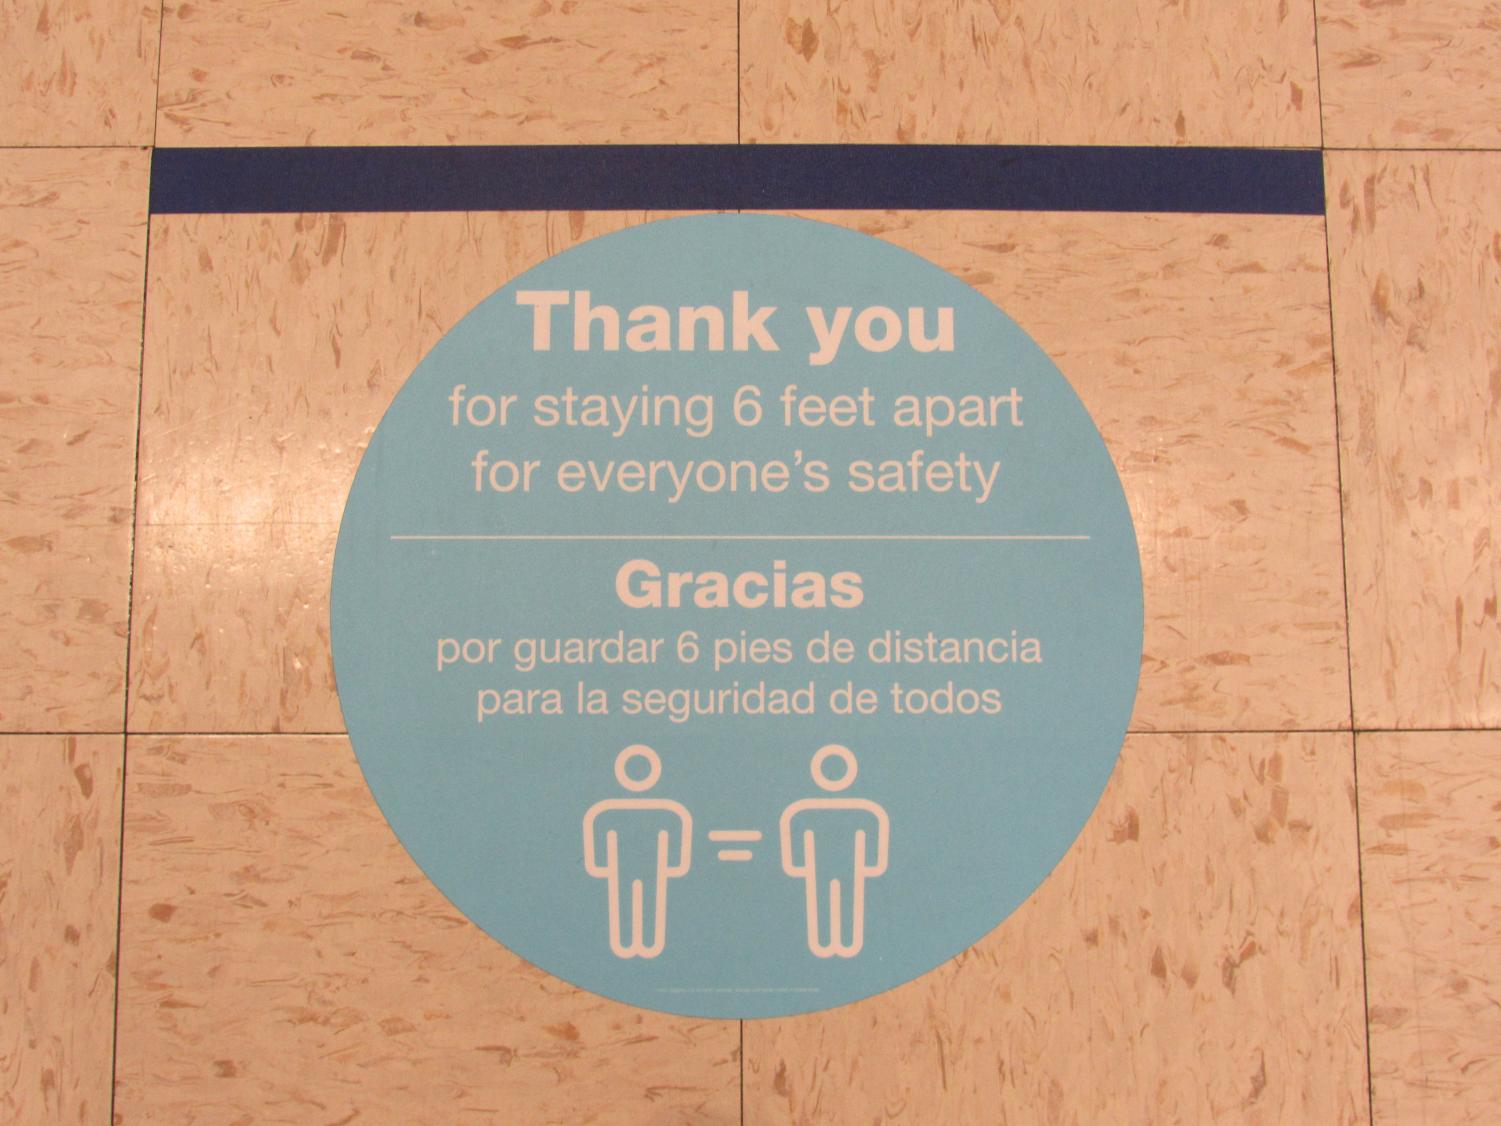 Thank you
for staying 6 feet apart
for everyone's safety
Gracias
por guardar 6 pies de distancia
para la seguridad de todos